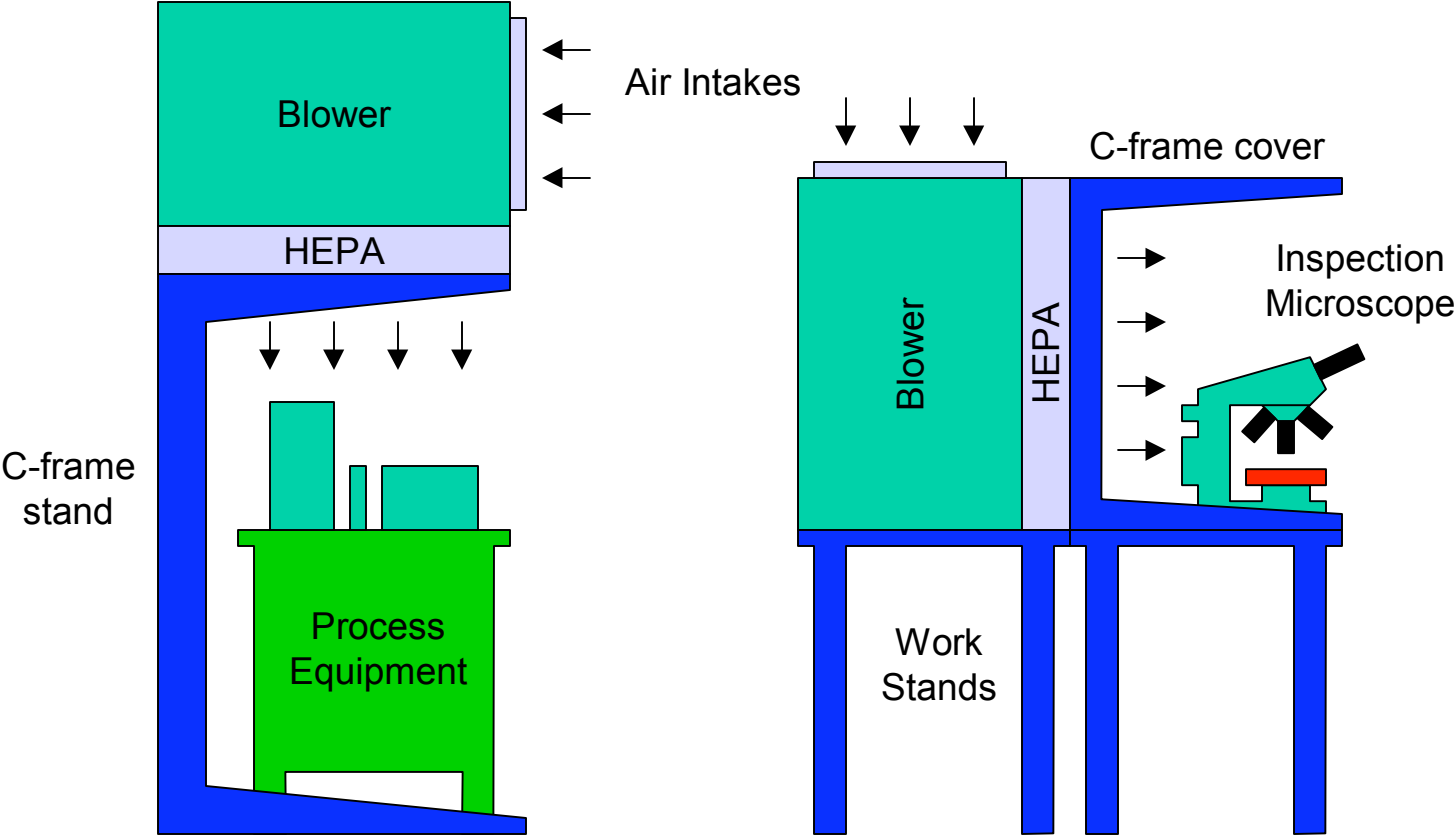 Blower
Air Intakes
HEPA
C-frame
stand
Process
Equipment
C-frame cover
Blower
HEPA
Inspection
Microscope
Work
Stands